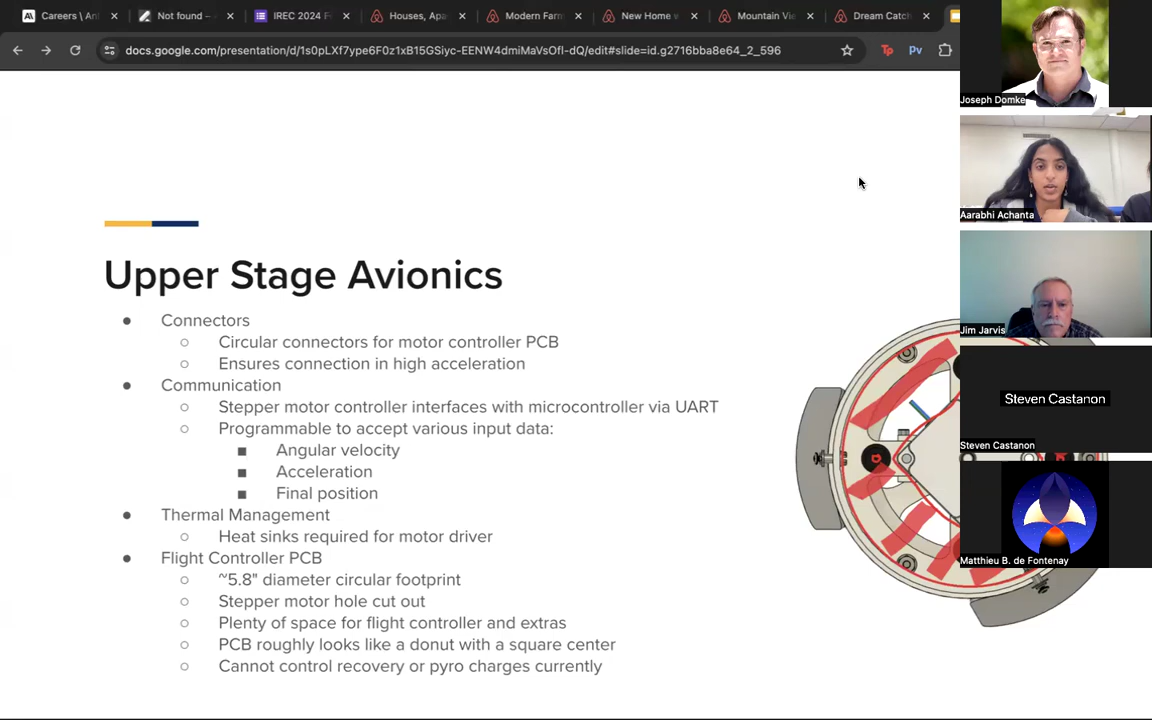 Careers \ An
Not found –
IREC 2024 F
Houses, Apa
Modern Farm
New Home w
Mountain Vie
Dream Catch
docs.google.com/presentation/d/1s0pLXf7ype6F0z1xB15GSiyc-EENW4dmiMaVsOfI-dQ/edit#slide=id.g2716bba8e64_2_596
Tp
Pv
Joseph Domke
Aarabhi Achanta
Jim Jarvis
Steven Castanon
Steven Castanon
Matthieu B. de Fontenay
Upper Stage Avionics
● Connectors
○ Circular connectors for motor controller PCB
○ Ensures connection in high acceleration
● Communication
○ Stepper motor controller interfaces with microcontroller via UART
○ Programmable to accept various input data:
■ Angular velocity
■ Acceleration
■ Final position
● Thermal Management
○ Heat sinks required for motor driver
● Flight Controller PCB
○ ~5.8" diameter circular footprint
○ Stepper motor hole cut out
○ Plenty of space for flight controller and extras
○ PCB roughly looks like a donut with a square center
○ Cannot control recovery or pyro charges currently